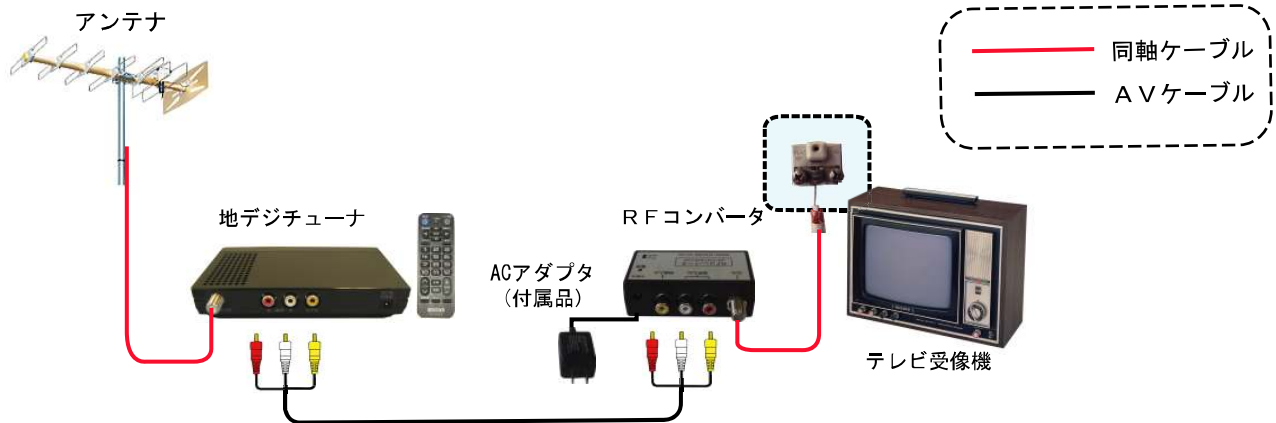 アンテナ
同軸ケーブル
ＡＶケーブル
地デジチューナ
ＲＦコンバータ
ACアダプタ
（付属品）
テレビ受像機